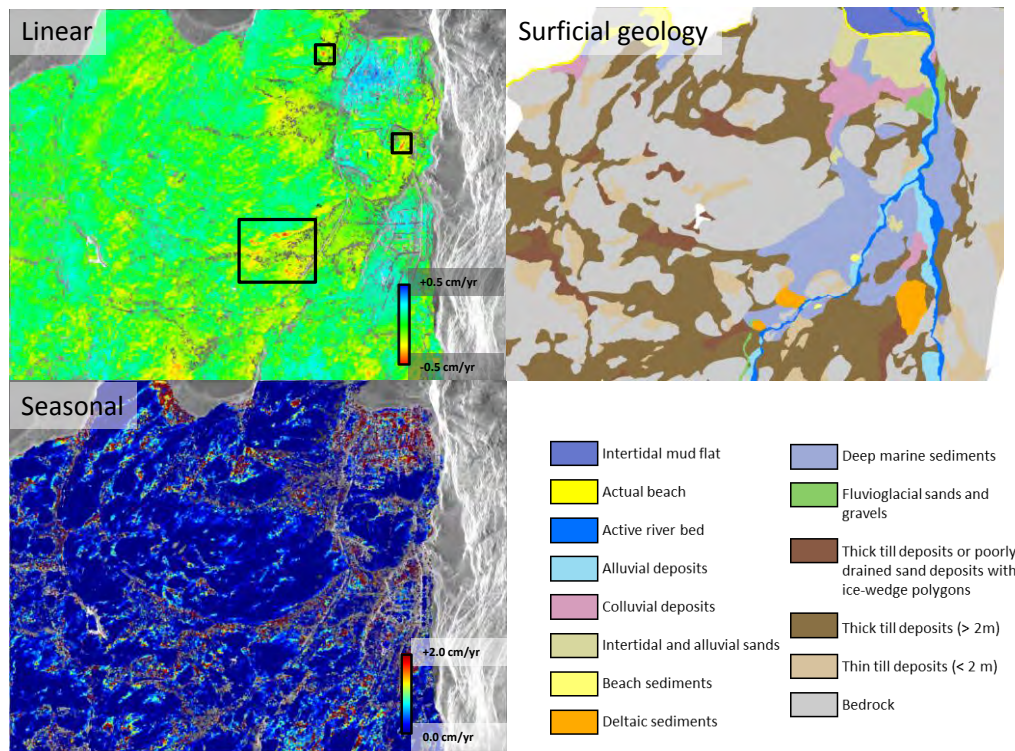 Linear
Surficial geology
+0.5 cm/yr
-0.5 cm/yr
Seasonal
+2.0 cm/yr
0.0 cm/yr
Intertidal mud flat
Actual beach
Active river bed
Alluvial deposits
Colluvial deposits
Intertidal and alluvial sands
Beach sediments
Deltaic sediments
Deep marine sediments
Fluvioglacial sands and
gravels
Thick till deposits or poorly
drained sand deposits with
ice-wedge polygons
Thick till deposits (> 2m)
Thin till deposits (< 2 m)
Bedrock